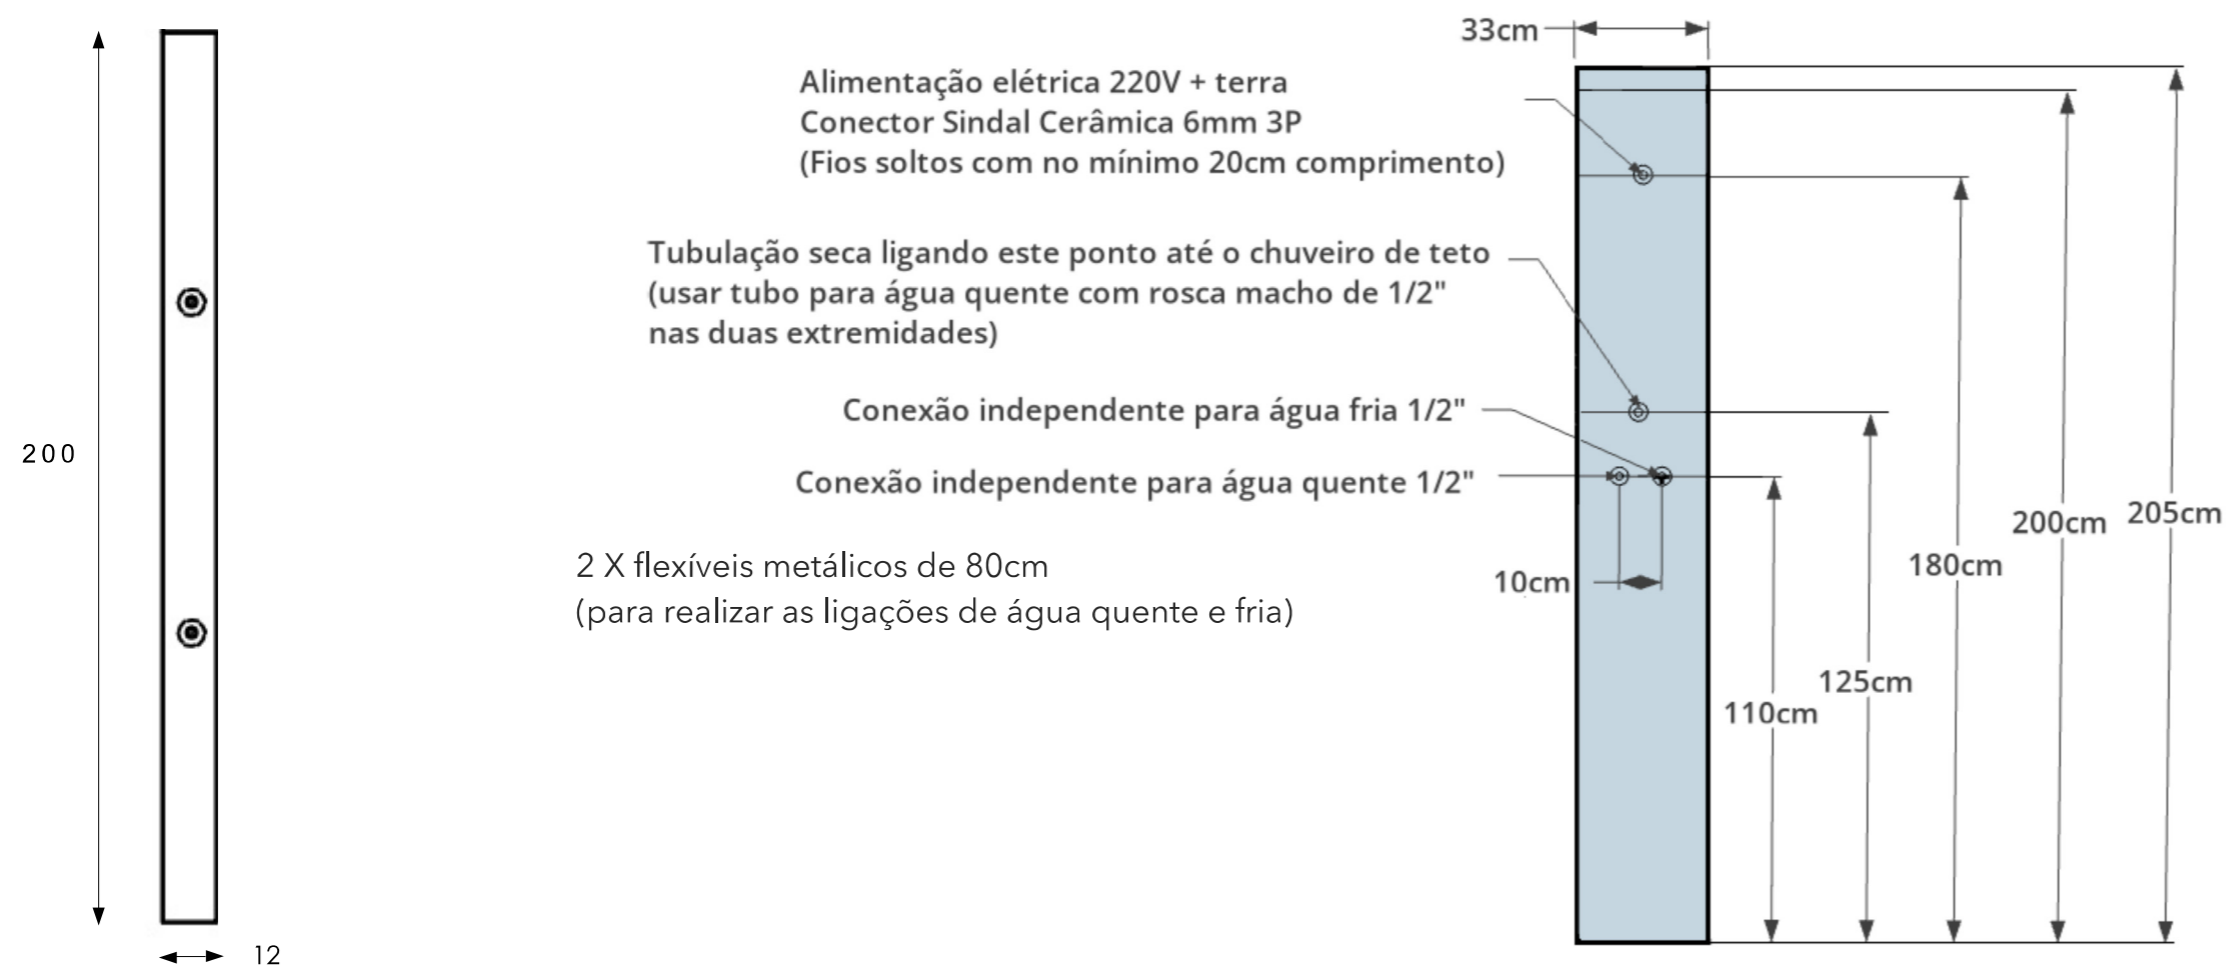 200
12
33cm
Alimentação elétrica 220V + terra
Conector Sindal Cerâmica 6mm 3P
(Fios soltos com no mínimo 20cm comprimento)
Tubulação seca ligando este ponto até o chuveiro de teto
(usar tubo para água quente com rosca macho de 1/2"
nas duas extremidades)
Conexão independente para água fria 1/2"
Conexão independente para água quente 1/2"
2 X flexíveis metálicos de 80cm
(para realizar as ligações de água quente e fria)
10cm
110cm
125cm
180cm
200cm
205cm